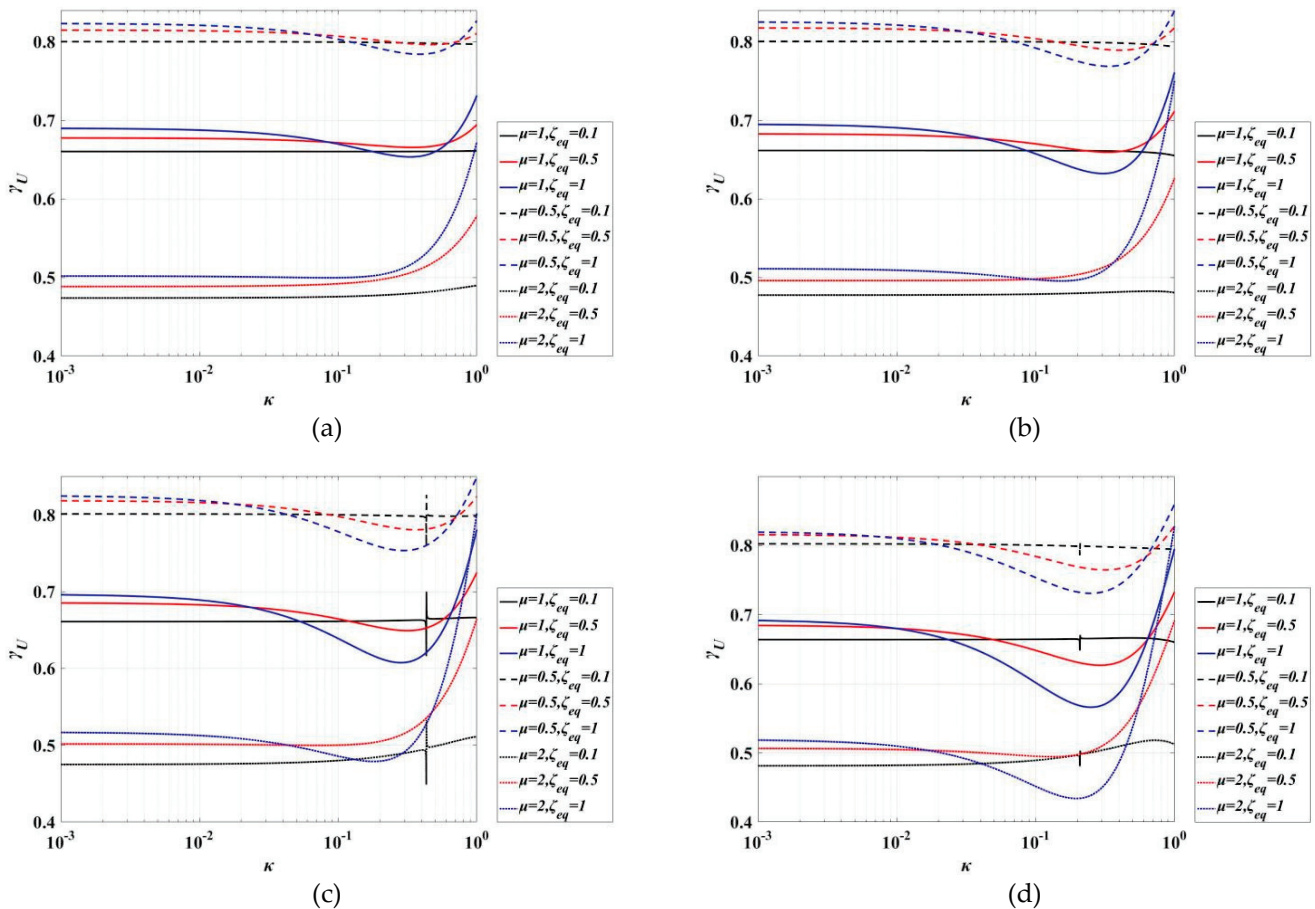 0.8
0.7
0.6
0.5
0.4
γU
10-3
10-2
10-1
100
κ
μ=1,ζeq=0.1
μ=1,ζeq=0.5
μ=1,ζeq=1
μ=0.5,ζeq=0.1
μ=0.5,ζeq=0.5
μ=0.5,ζeq=1
μ=2,ζeq=0.1
μ=2,ζeq=0.5
μ=2,ζeq=1
(a)
0.8
0.7
0.6
0.5
0.4
γU
10-3
10-2
10-1
100
κ
μ=1,ζeq=0.1
μ=1,ζeq=0.5
μ=1,ζeq=1
μ=0.5,ζeq=0.1
μ=0.5,ζeq=0.5
μ=0.5,ζeq=1
μ=2,ζeq=0.1
μ=2,ζeq=0.5
μ=2,ζeq=1
(b)
0.8
0.7
0.6
0.5
0.4
γU
10-3
10-2
10-1
100
κ
μ=1,ζeq=0.1
μ=1,ζeq=0.5
μ=1,ζeq=1
μ=0.5,ζeq=0.1
μ=0.5,ζeq=0.5
μ=0.5,ζeq=1
μ=2,ζeq=0.1
μ=2,ζeq=0.5
μ=2,ζeq=1
(c)
0.8
0.7
0.6
0.5
0.4
γU
10-3
10-2
10-1
100
κ
μ=1,ζeq=0.1
μ=1,ζeq=0.5
μ=1,ζeq=1
μ=0.5,ζeq=0.1
μ=0.5,ζeq=0.5
μ=0.5,ζeq=1
μ=2,ζeq=0.1
μ=2,ζeq=0.5
μ=2,ζeq=1
(d)